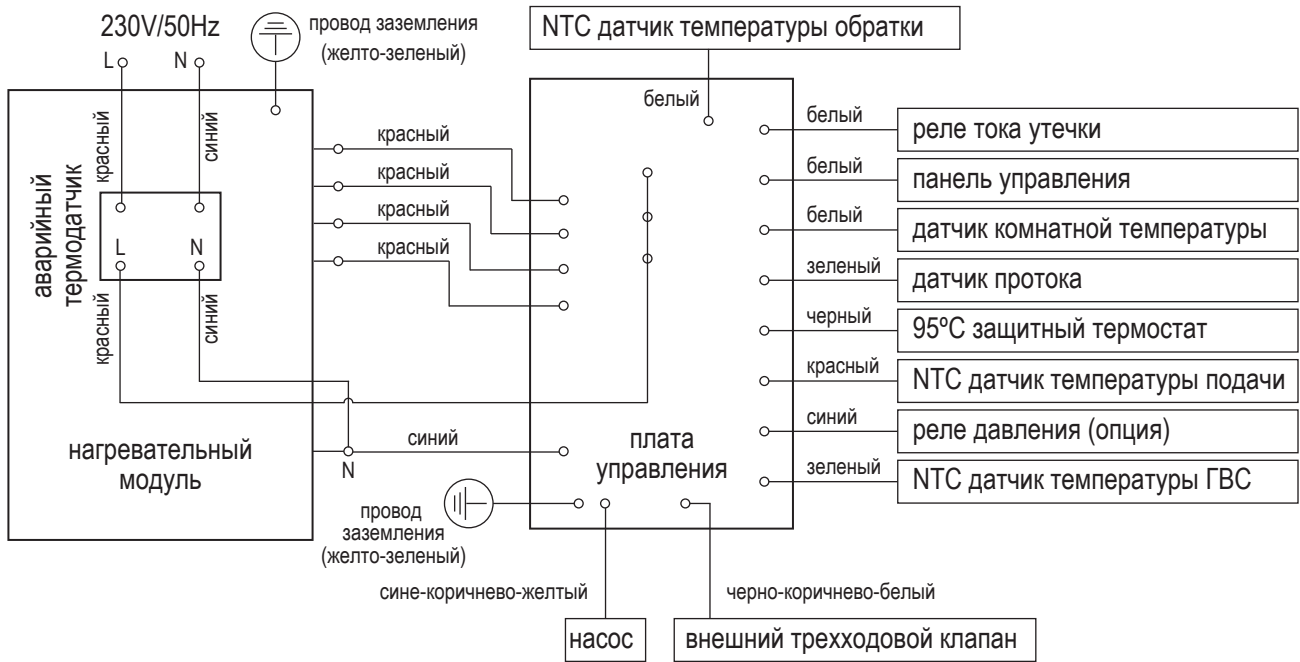 230V/50Hz
L
N
провод заземления
(желто-зеленый)
NTC датчик температуры обратки
белый
красный
синий
аварийный
термодатчик
L
N
красный
синий
нагревательный
модуль
красный
красный
красный
красный
синий
N
провод
заземления
(желто-зеленый)
плата
управления
белый
реле тока утечки
белый
панель управления
белый
датчик комнатной температуры
зеленый
датчик протока
черный
95ºC защитный термостат
красный
NTC датчик температуры подачи
синий
реле давления (опция)
зеленый
NTC датчик температуры ГВС
сине-коричнево-желтый
черно-коричнево-белый
насос
внешний трехходовой клапан